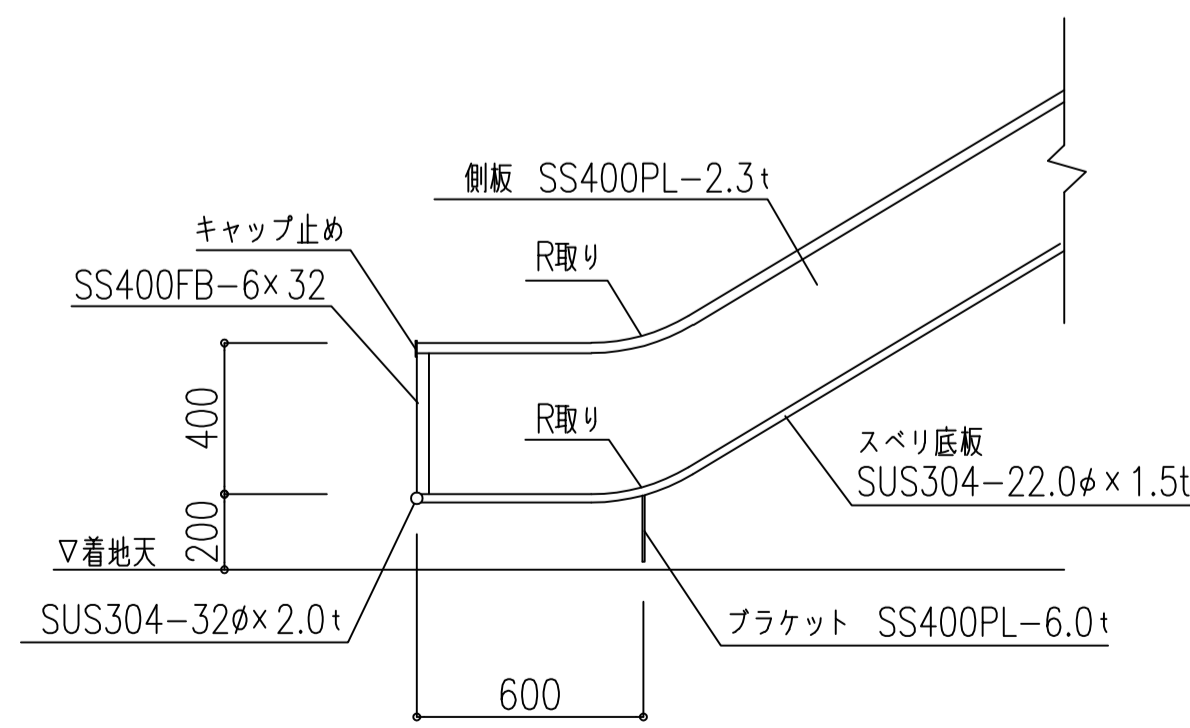 側板 SS400PL-2.3t
キャップ止め
R取り
SS400FB-6×32
400
R取り
スベリ底板
SUS304-22.0φ×1.5t
200
▽着地天
SUS304-32φ×2.0t
ブラケット SS400PL-6.0t
600